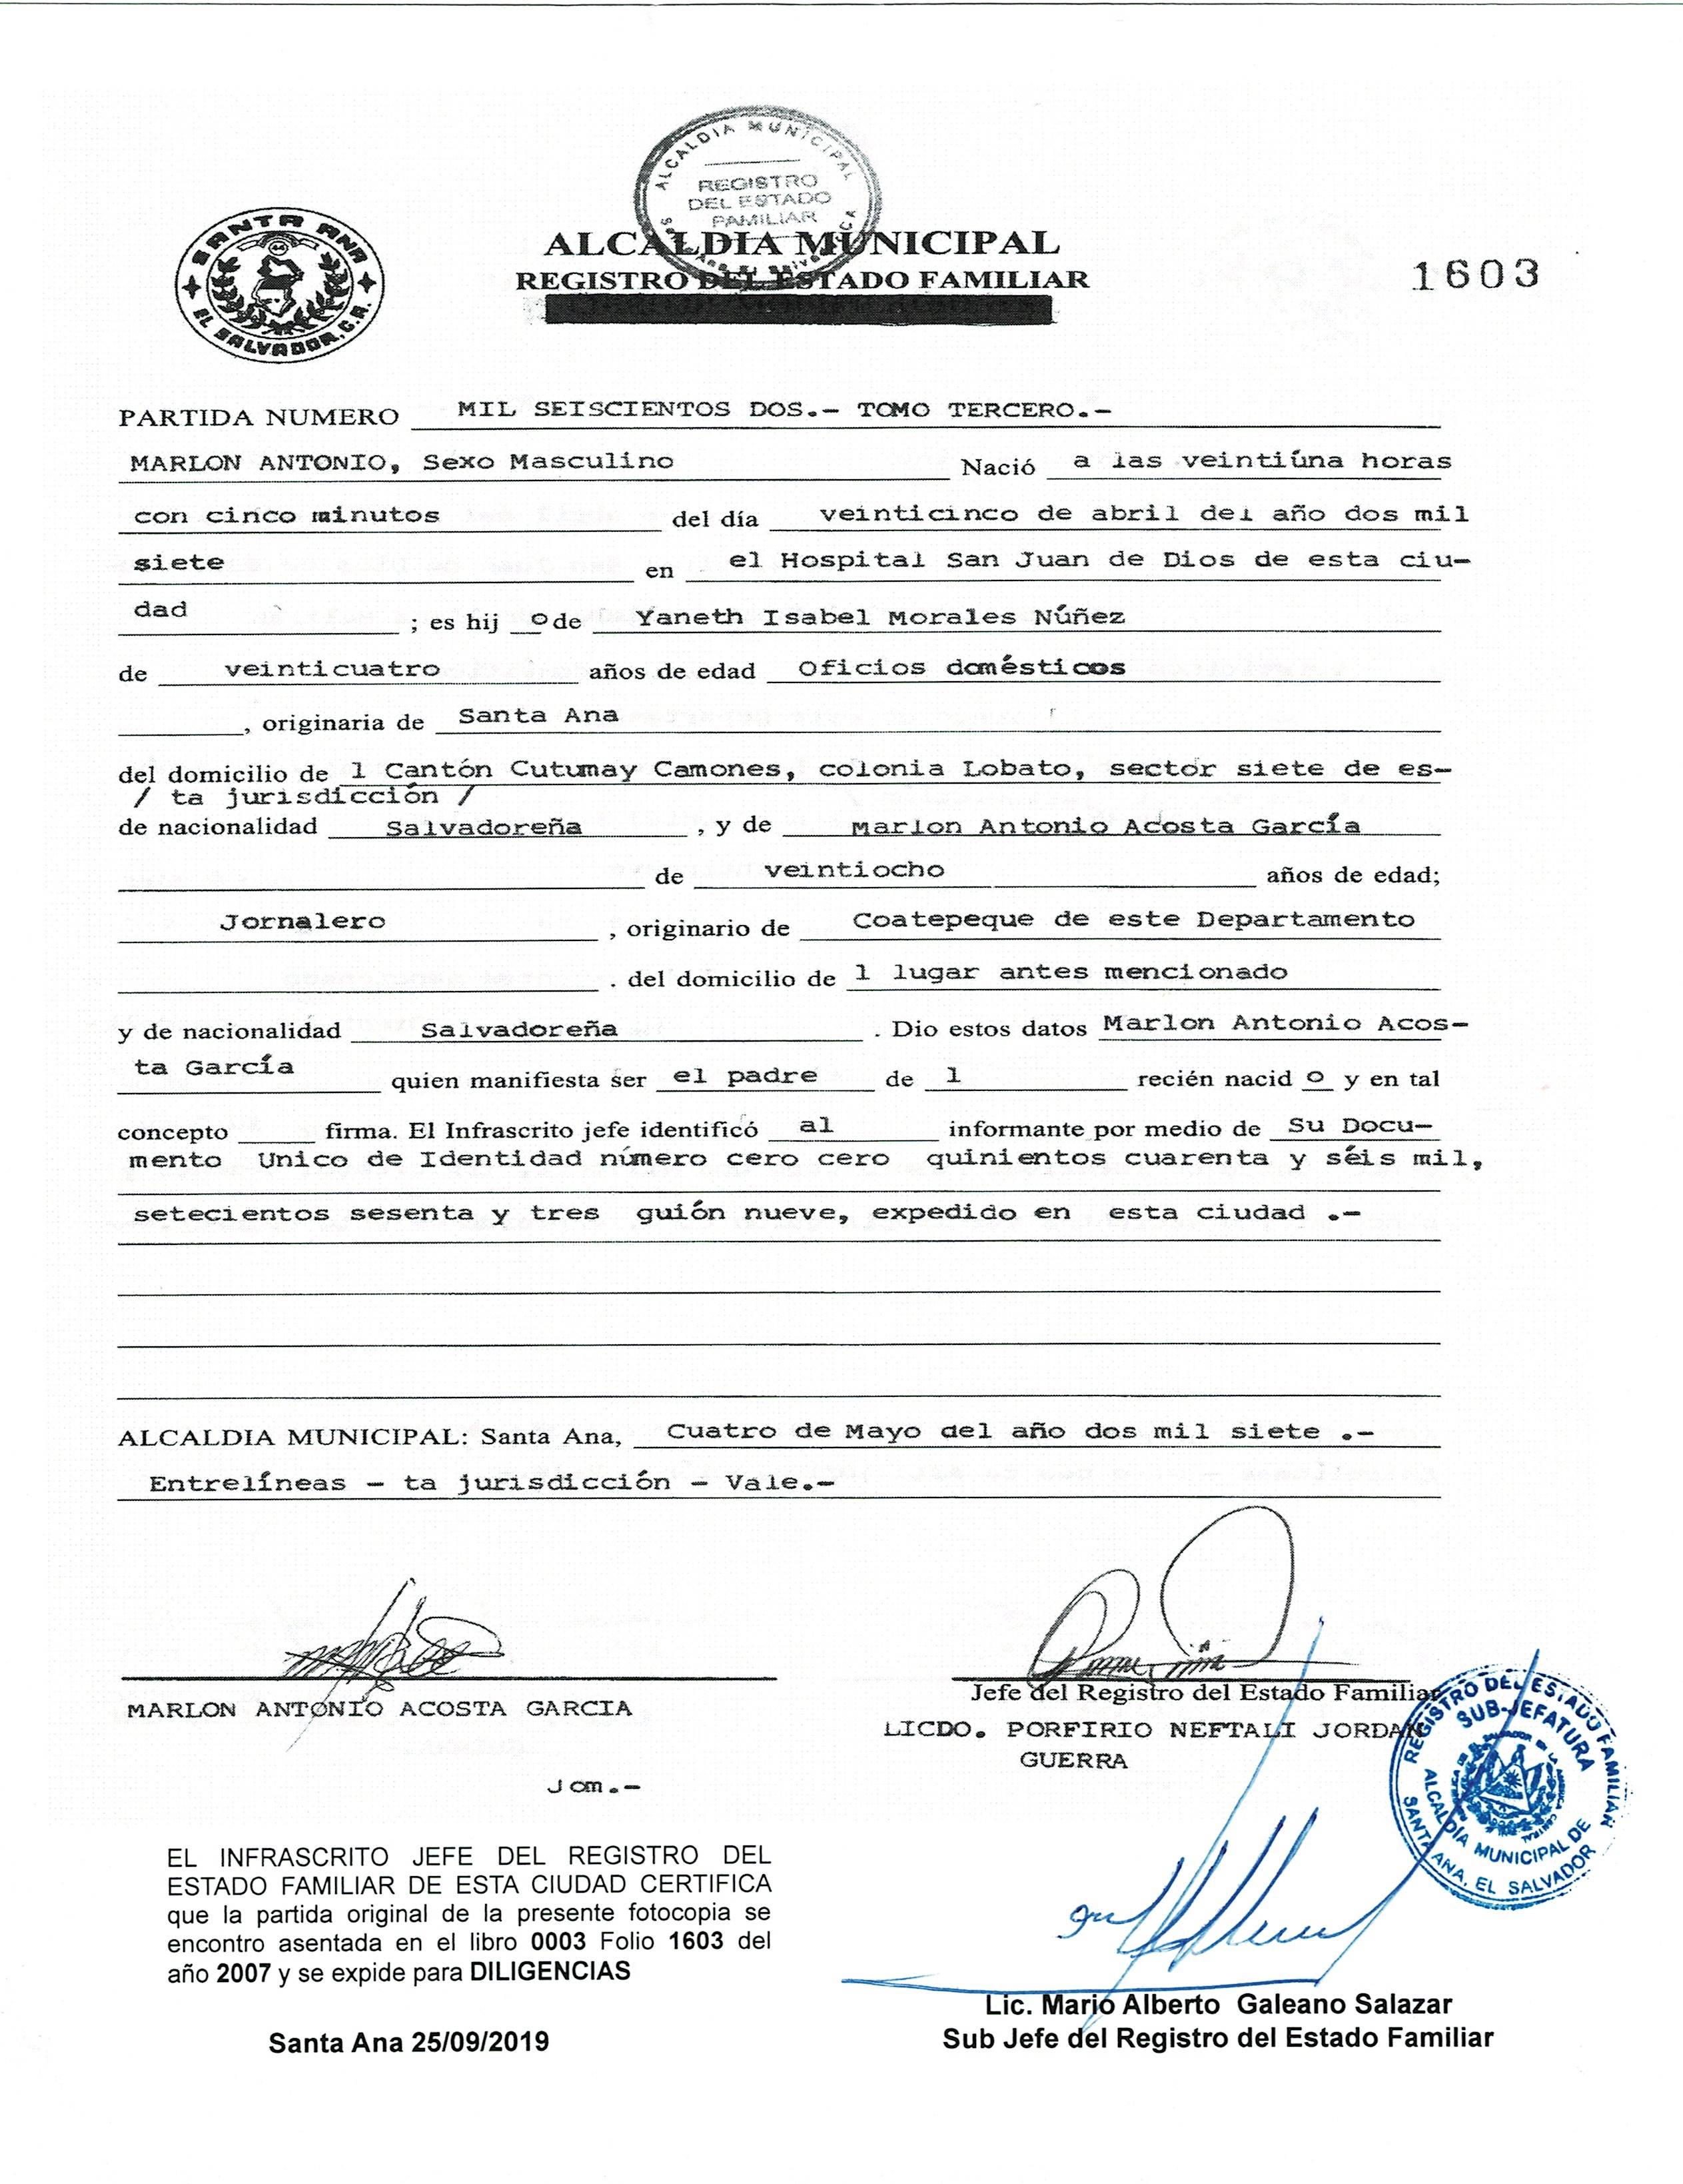 ALCALDIA MUNICIPAL
REGISTRO
DEL ESTADO
FAMILIAR
SANTA ANA
EL SALVADOR, C.A.
ALCALDIA MUNICIPAL
REGISTRO DEL ESTADO FAMILIAR
1603
PARTIDA NUMERO MIL SEISCIENTOS DOS.- TOMO TERCERO.-
MARLON ANTONIO, Sexo Masculino Nació a las veintiúna horas
con cinco minutos del día veinticinco de abril del año dos mil
siete en el Hospital San Juan de Dios de esta ciu-
dad ; es hij o de Yaneth Isabel Morales Núñez
de veinticuatro años de edad Oficios domésticos
, originaria de Santa Ana
del domicilio de l Cantón Cutumay Camones, colonia Lobato, sector siete de es-
/ ta jurisdicción /
de nacionalidad Salvadoreña , y de Marlon Antonio Acosta García
de veintiocho años de edad;
Jornalero , originario de Coatepeque de este Departamento
. del domicilio de l lugar antes mencionado
y de nacionalidad Salvadoreña . Dio estos datos Marlon Antonio Acos-
ta García quien manifiesta ser el padre de l recién nacid o y en tal
concepto firma. El Infrascrito jefe identificó al informante por medio de Su Docu-
mento Unico de Identidad número cero cero quinientos cuarenta y séis mil,
setecientos sesenta y tres guión nueve, expedido en esta ciudad .-
ALCALDIA MUNICIPAL: Santa Ana, Cuatro de Mayo del año dos mil siete .-
Entrelíneas - ta jurisdicción - Vale.-
MARLON ANTONIO ACOSTA GARCIA
Jefe del Registro del Estado Familiar
LICDO. PORFIRIO NEFTALI JORDAN
GUERRA
Jom.-
REGISTRO DEL ESTADO FAMILIAR
SUB-JEFATURA
ALCALDÍA MUNICIPAL DE
SANTA ANA, EL SALVADOR
EL INFRASCRITO JEFE DEL REGISTRO DEL
ESTADO FAMILIAR DE ESTA CIUDAD CERTIFICA
que la partida original de la presente fotocopia se
encontro asentada en el libro 0003 Folio 1603 del
año 2007 y se expide para DILIGENCIAS
Santa Ana 25/09/2019
Lic. Mario Alberto Galeano Salazar
Sub Jefe del Registro del Estado Familiar